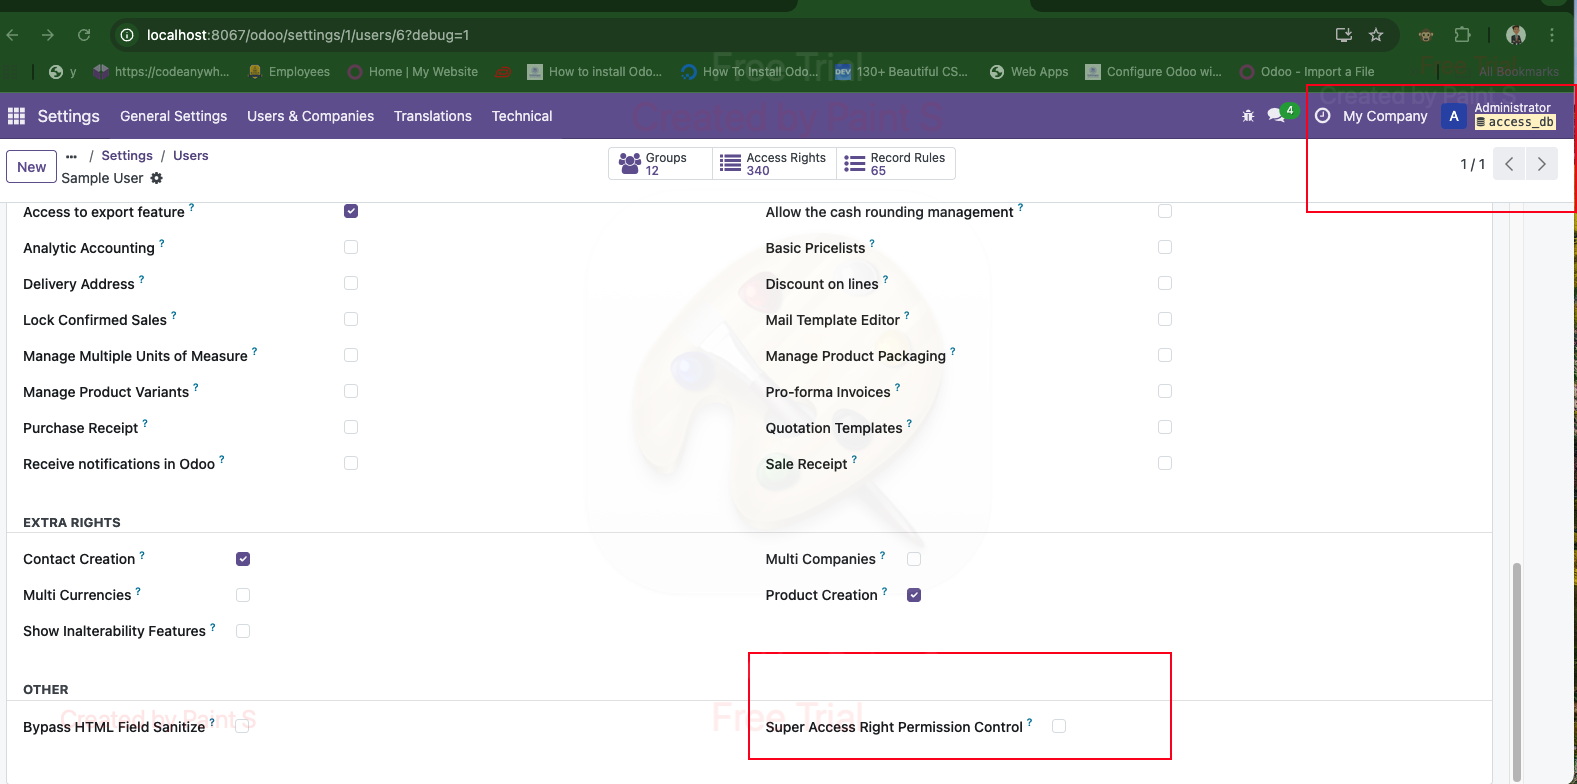 localhost:8067/odoo/settings/1/users/6?debug=1
y
https://codeanywh...
Employees
Home | My Website
How to install Odo...
How To Install Odo...
DEV 130+ Beautiful CS...
Web Apps
Configure Odoo wi...
Odoo - Import a File
All Bookmarks
Free Trial
Created by Paint S
Created by Paint S
Settings
General Settings
Users & Companies
Translations
Technical
4
My Company
A
Administrator
access_db
New
... / Settings / Users
Sample User
Groups
12
Access Rights
340
Record Rules
65
1 / 1
Access to export feature ?
Allow the cash rounding management ?
Analytic Accounting ?
Basic Pricelists ?
Delivery Address ?
Discount on lines ?
Lock Confirmed Sales ?
Mail Template Editor ?
Manage Multiple Units of Measure ?
Manage Product Packaging ?
Manage Product Variants ?
Pro-forma Invoices ?
Purchase Receipt ?
Quotation Templates ?
Receive notifications in Odoo ?
Sale Receipt ?
EXTRA RIGHTS
Contact Creation ?
Multi Companies ?
Multi Currencies ?
Product Creation ?
Show Inalterability Features ?
OTHER
Created by Paint S
Free Trial
Bypass HTML Field Sanitize ?
Super Access Right Permission Control ?